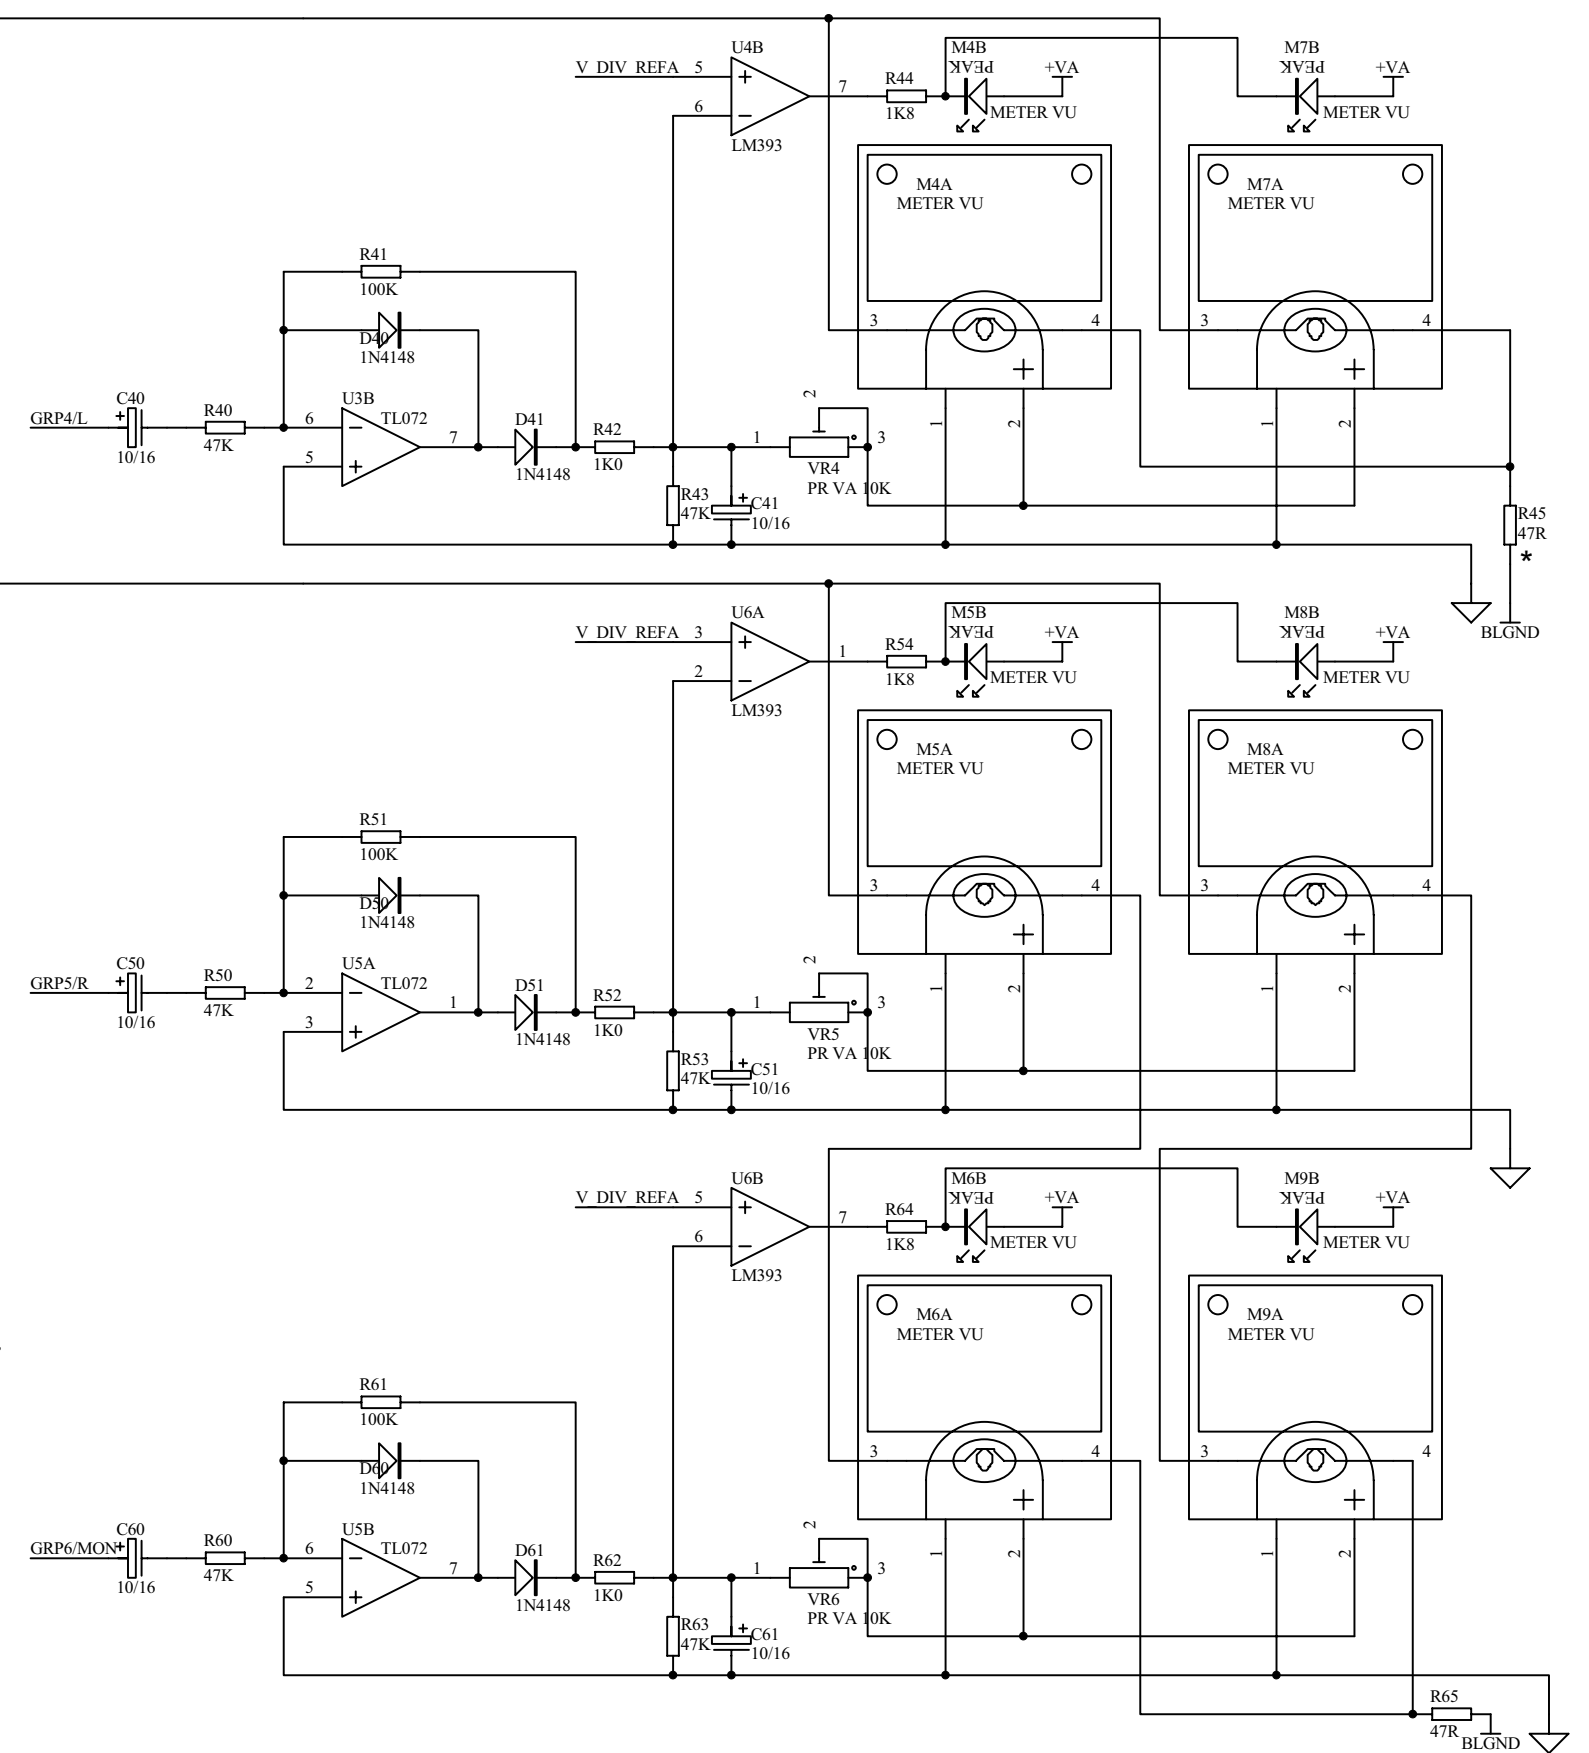 U4B
V_DIV_REFA 5
6
7
LM393
R44
1K8
M4B
PEAK
+VA
METER VU
M7B
PEAK
+VA
METER VU
M4A
METER VU
3
4
1
2
M7A
METER VU
3
4
1
2
R41
100K
D40
1N4148
GRP4/L
C40
+
10/16
R40
47K
U3B
TL072
6
5
7
D41
1N4148
R42
1K0
R43
47K
C41
+
10/16
1
2
3
VR4
PR VA 10K
R45
47R
*
BLGND
U6A
V_DIV_REFA 3
2
1
LM393
R54
1K8
M5B
PEAK
+VA
METER VU
M8B
PEAK
+VA
METER VU
M5A
METER VU
3
4
1
2
M8A
METER VU
3
4
1
2
R51
100K
D50
1N4148
GRP5/R
C50
+
10/16
R50
47K
U5A
TL072
2
3
1
D51
1N4148
R52
1K0
R53
47K
C51
+
10/16
1
2
3
VR5
PR VA 10K
U6B
V_DIV_REFA 5
6
7
LM393
R64
1K8
M6B
PEAK
+VA
METER VU
M9B
PEAK
+VA
METER VU
M6A
METER VU
3
4
1
2
M9A
METER VU
3
4
1
2
R61
100K
D60
1N4148
GRP6/MON
C60
+
10/16
R60
47K
U5B
TL072
6
5
7
D61
1N4148
R62
1K0
R63
47K
C61
+
10/16
1
2
3
VR6
PR VA 10K
R65
47R
BLGND